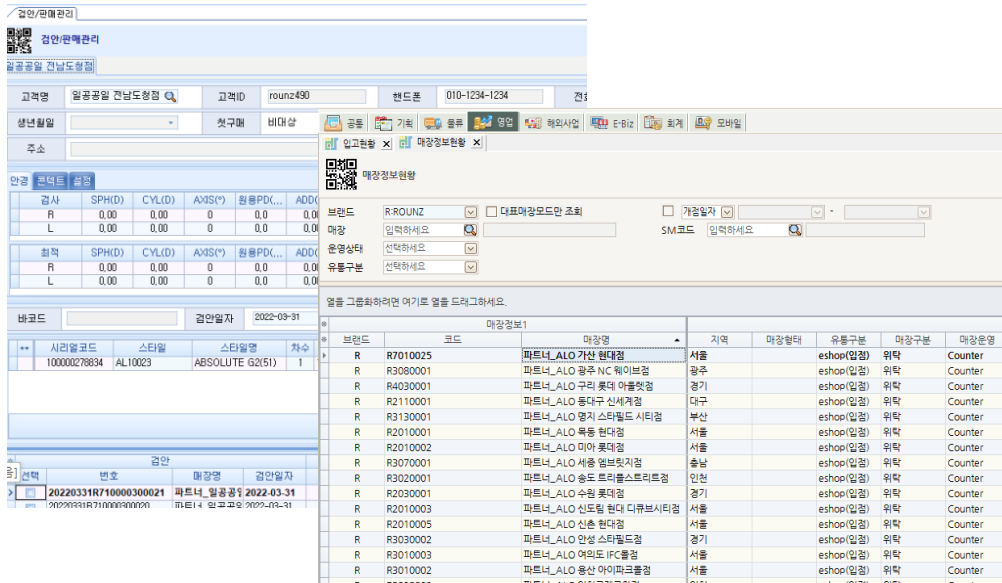 검안/판매관리
검안/판매관리
일공공일 전남도청점
고객명 일공공일 전남도청점 고객ID rounz490 핸드폰 010-1234-1234
생년월일 첫구매 비대상
주소
안경 콘택트 설정
검사 SPH(D) CYL(D) AXIS(°) 원용PD(... ADD(
R 0,00 0,00 0 0,0 0,0
L 0,00 0,00 0 0,0 0,0
최적 SPH(D) CYL(D) AXIS(°) 원용PD(... ADD(
R 0,00 0,00 0 0,0 0,0
L 0,00 0,00 0 0,0 0,0
바코드 검안일자 2022-03-31
시리얼코드 스타일 스타일명 차수
100000278834 AL10023 ABSOLUTE G2(51) 1
검안
선택 번호 매장명 검안일자
20220331R710000300021 파트너_일공공일 2022-03-31
20220331R710000300020 파트너_일공공일 2022-03-31
공통 기획 물류 영업 해외사업 E-Biz 회계 모바일
입고현황 매장정보현황
매장정보현황
브랜드 R:ROUNZ 대표매장모드만 조회 개점일자 -
매장 입력하세요 SM코드 입력하세요
운영상태 선택하세요
유통구분 선택하세요
열을 그룹화하려면 여기로 열을 드래그하세요.
매장정보1
브랜드 코드 매장명 지역 매장형태 유통구분 매장구분 매장운영
R R7010025 파트너_ALO 가산 현대점 서울 eshop(입점) 위탁 Counter
R R3080001 파트너_ALO 광주 NC 웨이브점 광주 eshop(입점) 위탁 Counter
R R4030001 파트너_ALO 구리 롯데 아울렛점 경기 eshop(입점) 위탁 Counter
R R2110001 파트너_ALO 동대구 신세계점 대구 eshop(입점) 위탁 Counter
R R3130001 파트너_ALO 명지 스타필드 시티점 부산 eshop(입점) 위탁 Counter
R R2010001 파트너_ALO 목동 현대점 서울 eshop(입점) 위탁 Counter
R R2010002 파트너_ALO 미아 롯데점 서울 eshop(입점) 위탁 Counter
R R3070001 파트너_ALO 세종 엠브릿지점 충남 eshop(입점) 위탁 Counter
R R3020001 파트너_ALO 송도 트리플스트리트점 인천 eshop(입점) 위탁 Counter
R R2030001 파트너_ALO 수원 롯데점 경기 eshop(입점) 위탁 Counter
R R2010003 파트너_ALO 신도림 현대 디큐브시티점 서울 eshop(입점) 위탁 Counter
R R2010005 파트너_ALO 신촌 현대점 서울 eshop(입점) 위탁 Counter
R R3030002 파트너_ALO 안성 스타필드점 경기 eshop(입점) 위탁 Counter
R R3010003 파트너_ALO 여의도 IFC몰점 서울 eshop(입점) 위탁 Counter
R R3010002 파트너_ALO 용산 아이파크몰점 서울 eshop(입점) 위탁 Counter